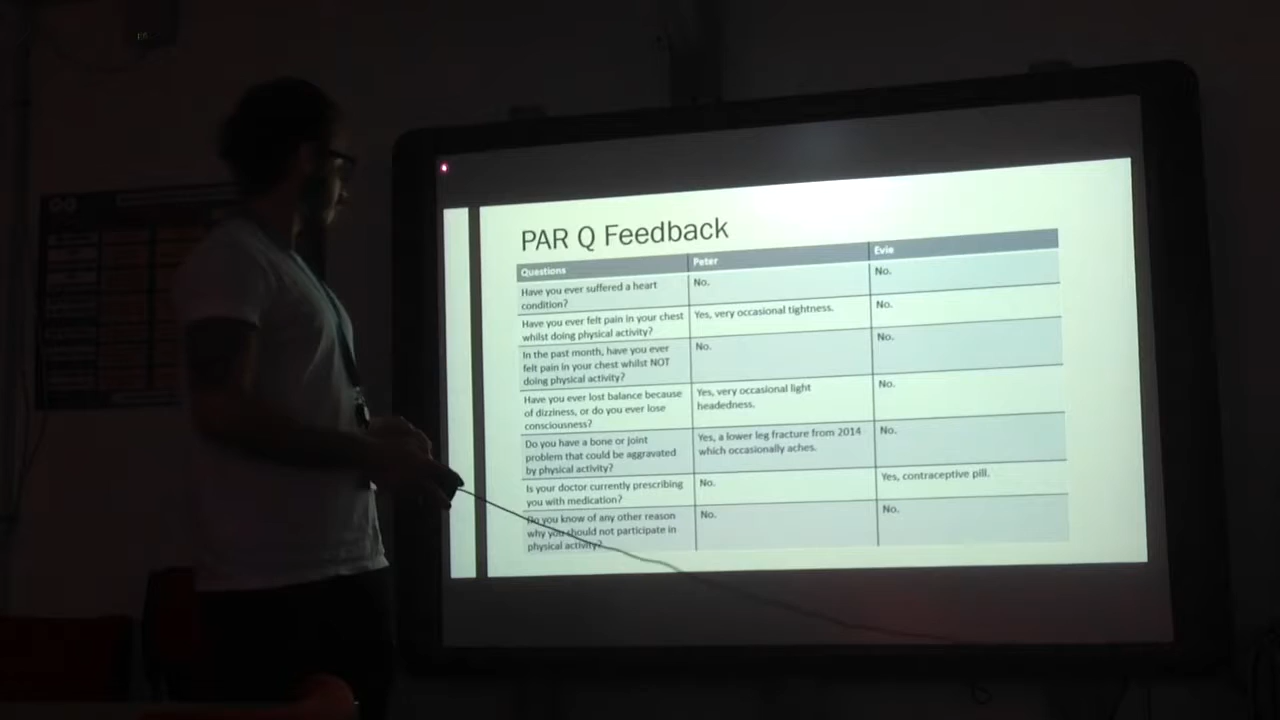 PAR Q Feedback
Questions
Peter
Evie
Have you ever suffered a heart
condition?
No.
No.
Have you ever felt pain in your chest
whilst doing physical activity?
Yes, very occasional tightness.
No.
In the past month, have you ever
felt pain in your chest whilst NOT
doing physical activity?
No.
No.
Have you ever lost balance because
of dizziness, or do you ever lose
consciousness?
Yes, very occasional light
headedness.
No.
Do you have a bone or joint
problem that could be aggravated
by physical activity?
Yes, a lower leg fracture from 2014
which occasionally aches.
No.
Is your doctor currently prescribing
you with medication?
No.
Yes, contraceptive pill.
Do you know of any other reason
why you should not participate in
physical activity?
No.
No.